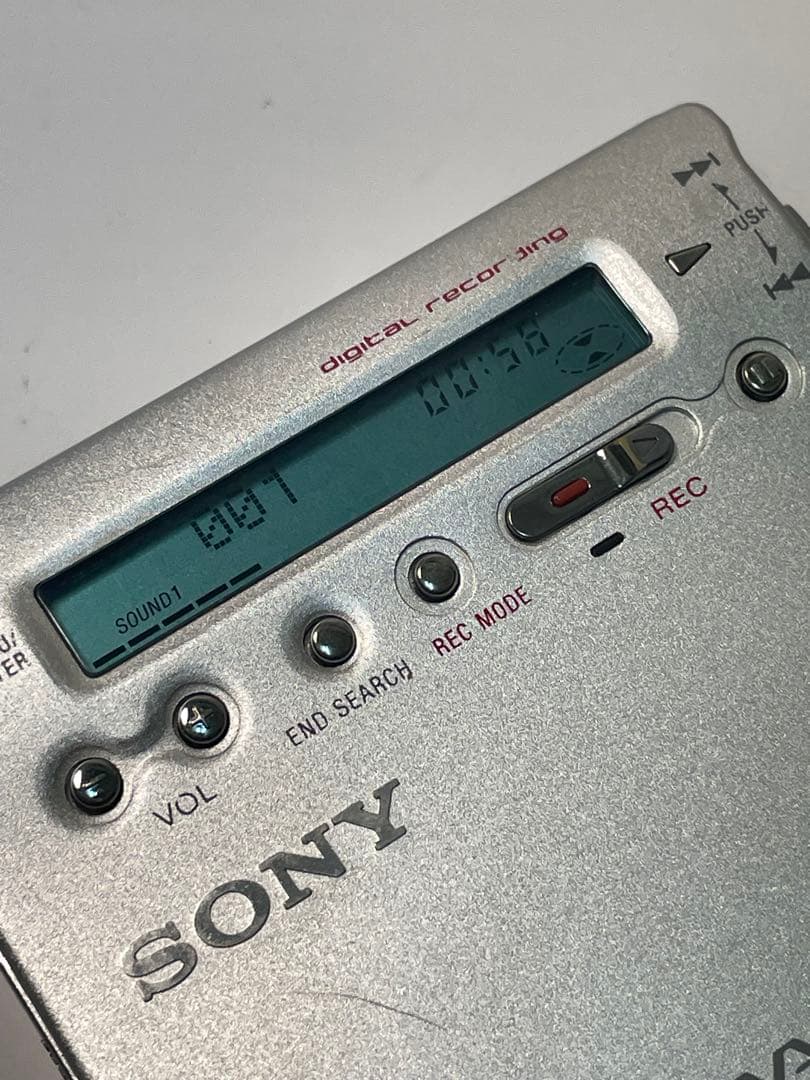 PUSH
digital recording
00:56
007
SOUND1
REC
REC MODE
END SEARCH
VOL
SONY